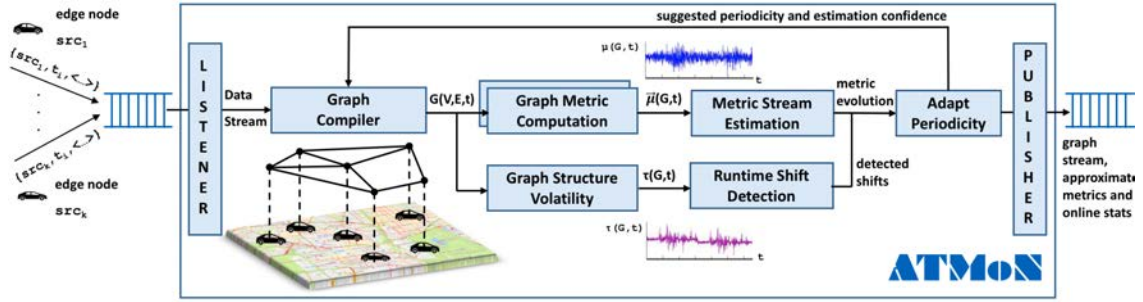 edge node
src1
{src1, ti, <...>}
.
.
.
{srck, ti, <...>}
edge node
srck
LISTENER
Data
Stream
suggested periodicity and estimation confidence
Graph
Compiler
G(V,E,t)
Graph Metric
Computation
μ(G,t)
t
μ⃗(G,t)
Metric Stream
Estimation
metric
evolution
Adapt
Periodicity
Graph Structure
Volatility
τ(G,t)
Runtime Shift
Detection
detected
shifts
τ(G,t)
t
PUBLISHER
graph
stream,
approximate
metrics and
online stats
ATMoN